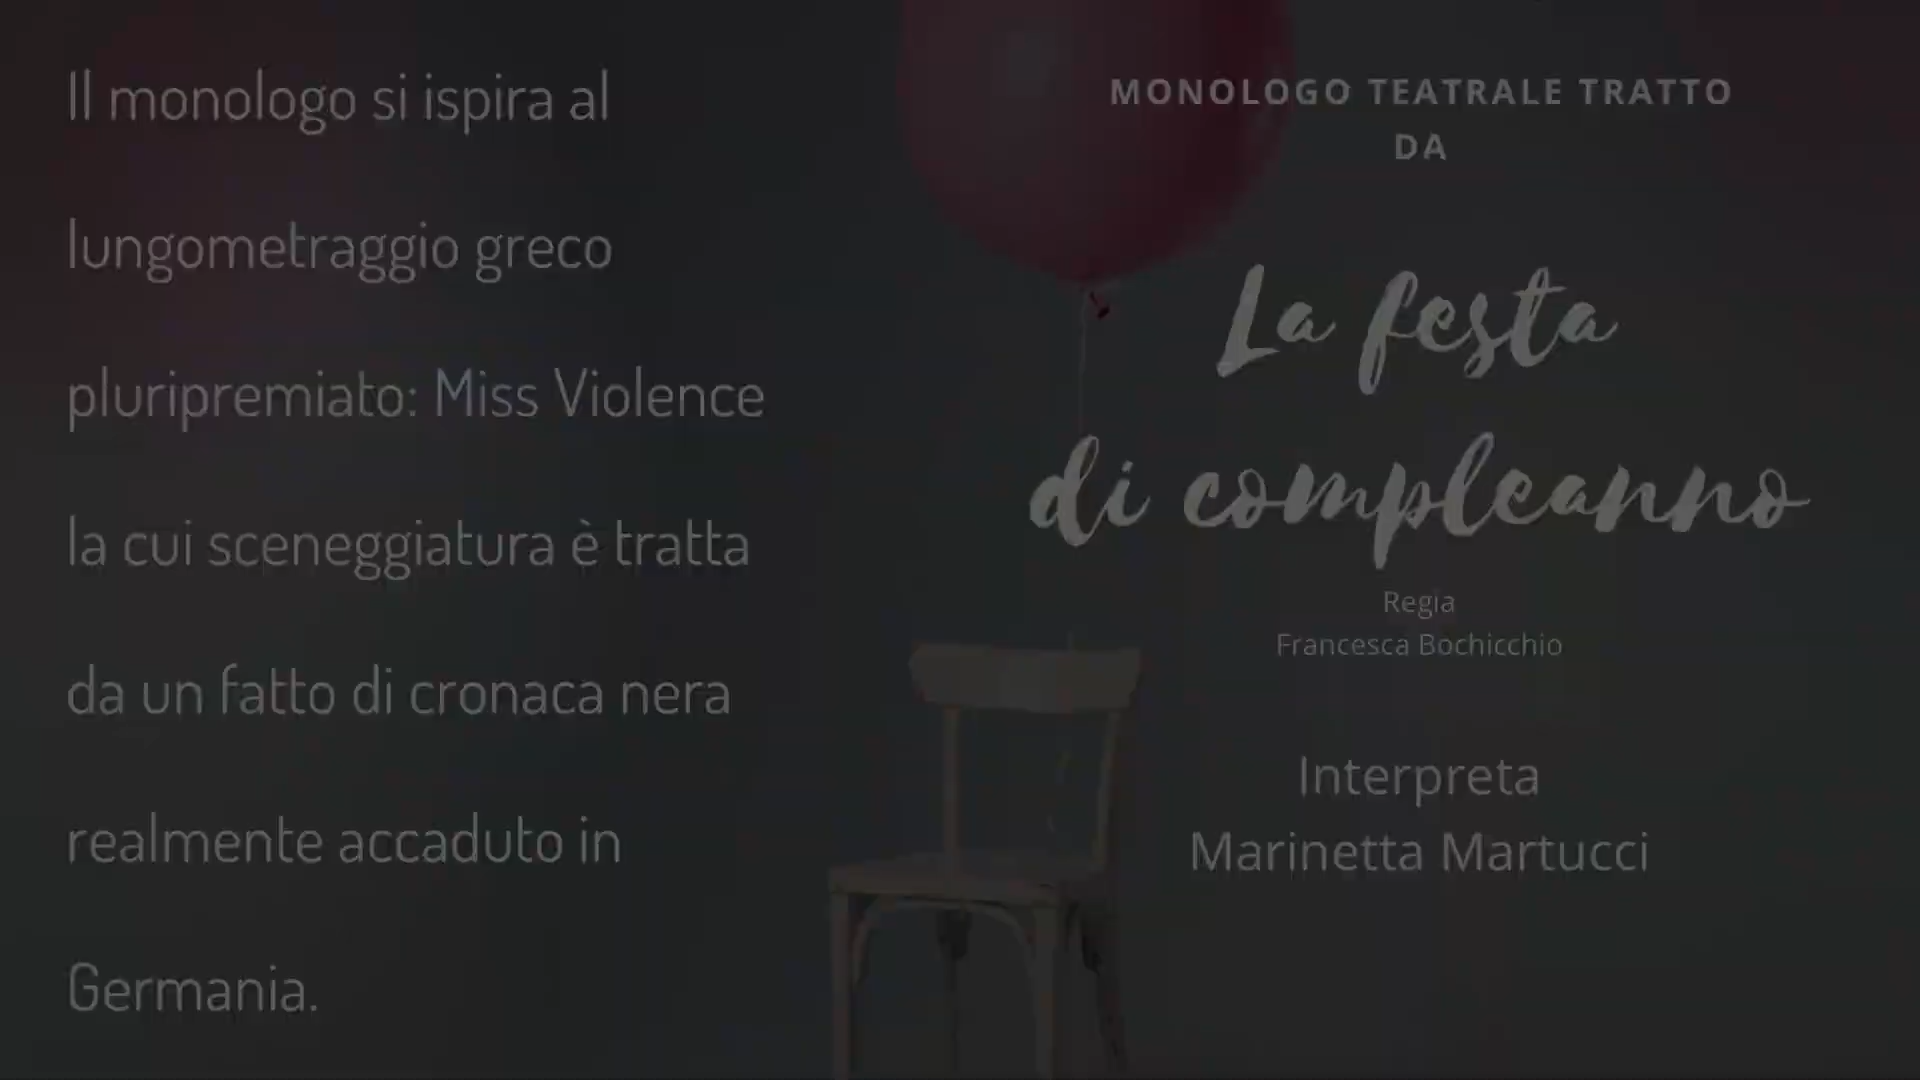 Il monologo si ispira al
lungometraggio greco
pluripremiato: Miss Violence
la cui sceneggiatura è tratta
da un fatto di cronaca nera
realmente accaduto in
Germania.
MONOLOGO TEATRALE TRATTO
DA
La festa
di compleanno
Regia
Francesca Bochicchio
Interpreta
Marinetta Martucci